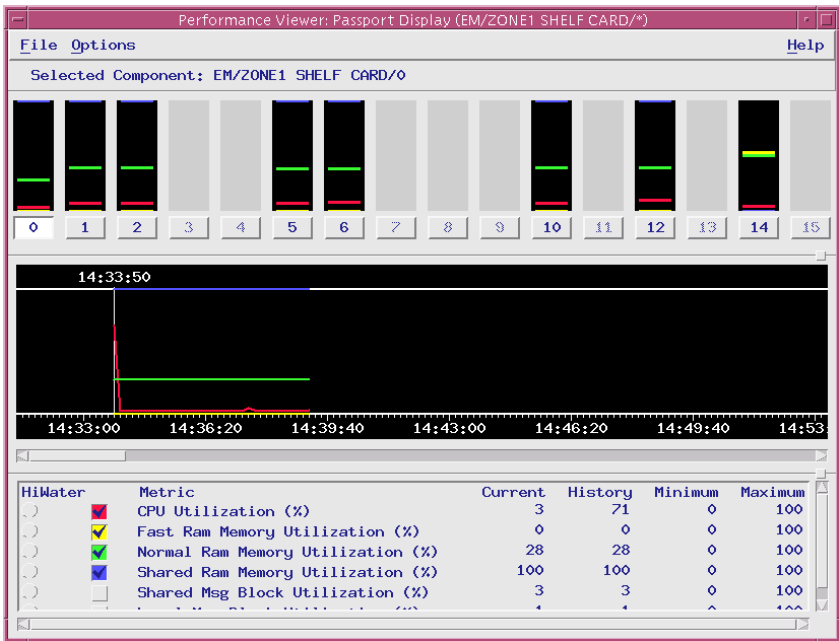 Performance Viewer: Passport Display (EM/ZONE1 SHELF CARD/*)
File Options Help
Selected Component: EM/ZONE1 SHELF CARD/0
0 1 2 3 4 5 6 7 8 9 10 11 12 13 14 15
14:33:50
14:33:00 14:36:20 14:39:40 14:43:00 14:46:20 14:49:40 14:53:
HiWater Metric Current History Minimum Maximum
CPU Utilization (%) 3 71 0 100
Fast Ram Memory Utilization (%) 0 0 0 100
Normal Ram Memory Utilization (%) 28 28 0 100
Shared Ram Memory Utilization (%) 100 100 0 100
Shared Msg Block Utilization (%) 3 3 0 100